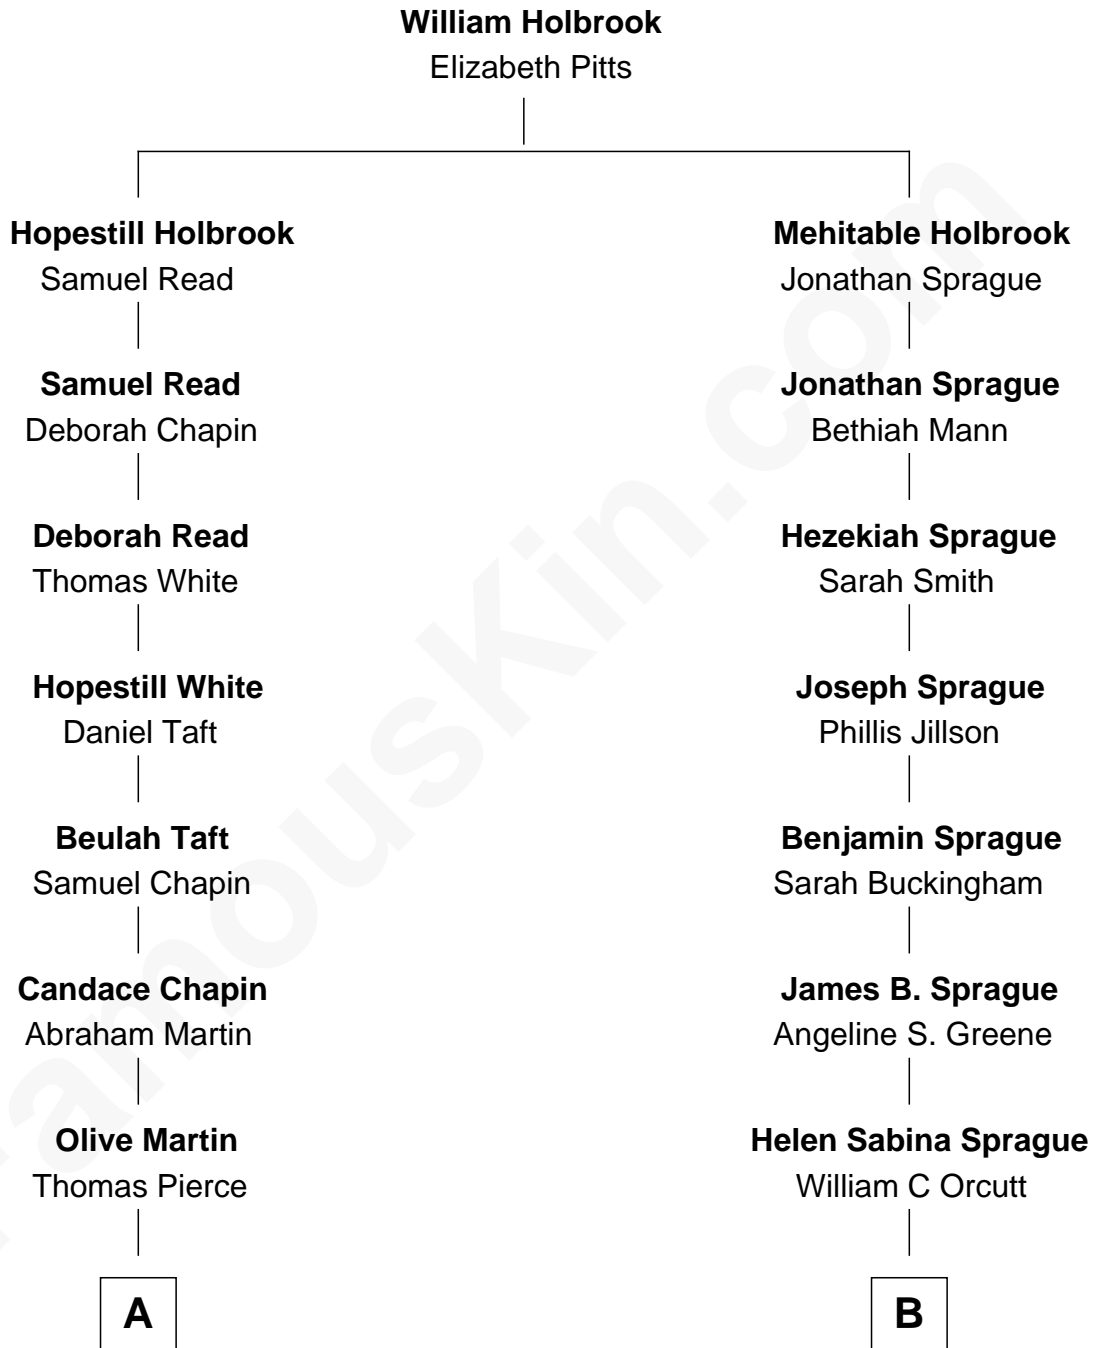 William Holbrook
Elizabeth Pitts
Hopestill Holbrook
Samuel Read
Samuel Read
Deborah Chapin
Deborah Read
Thomas White
Hopestill White
Daniel Taft
Beulah Taft
Samuel Chapin
Candace Chapin
Abraham Martin
Olive Martin
Thomas Pierce
A
Mehitable Holbrook
Jonathan Sprague
Jonathan Sprague
Bethiah Mann
Hezekiah Sprague
Sarah Smith
Joseph Sprague
Phillis Jillson
Benjamin Sprague
Sarah Buckingham
James B. Sprague
Angeline S. Greene
Helen Sabina Sprague
William C Orcutt
B
FamousKin.com